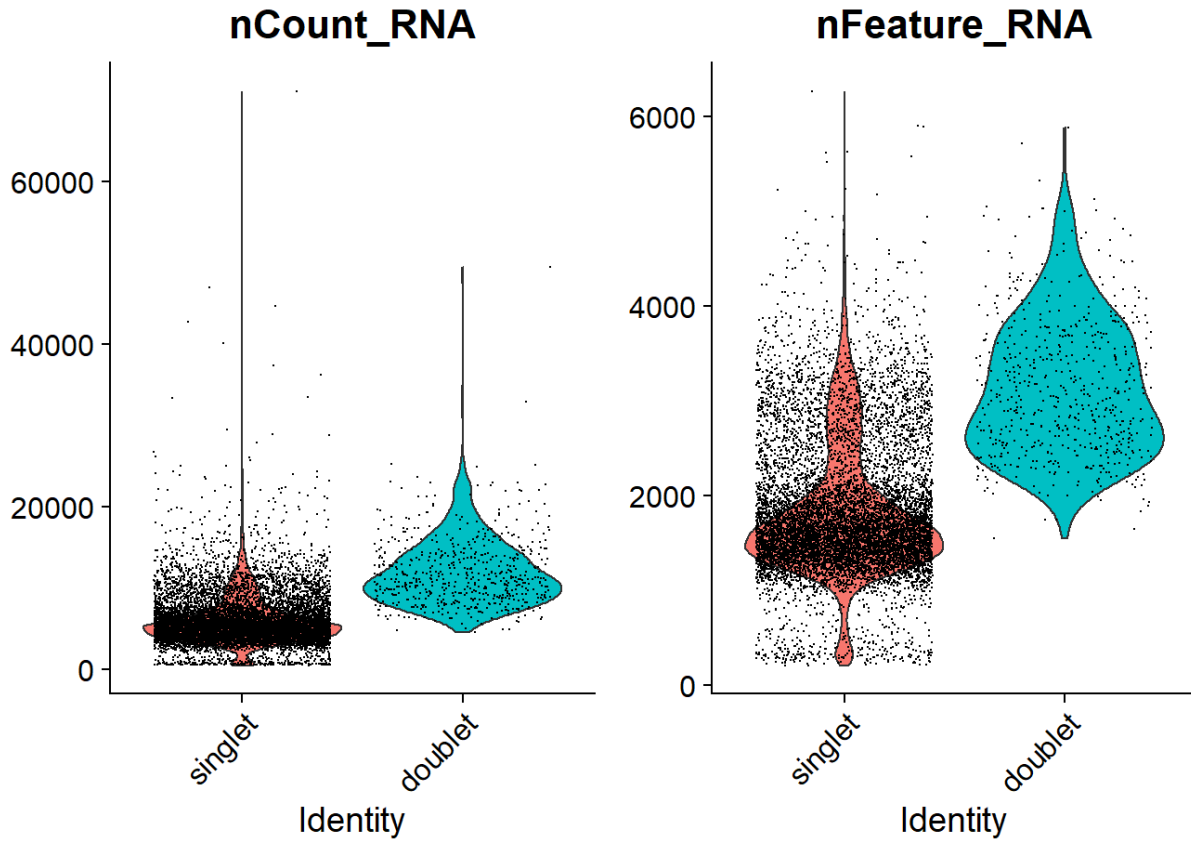 nCount_RNA
60000
40000
20000
0
singlet
doublet
Identity
nFeature_RNA
6000
4000
2000
0
singlet
doublet
Identity